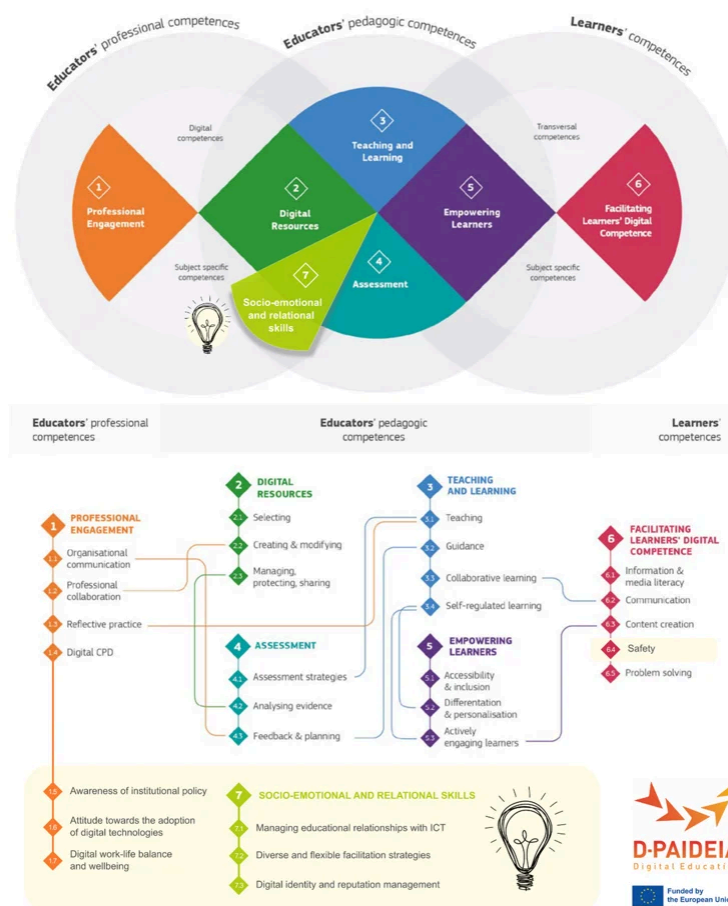 Educators' professional competences
Educators' pedagogic competences
Learners' competences
Digital
competences
Transversal
competences
1
Professional
Engagement
2
Digital
Resources
3
Teaching and
Learning
4
Assessment
5
Empowering
Learners
6
Facilitating
Learners' Digital
Competence
Subject specific
competences
Subject specific
competences
7
Socio-emotional
and relational
skills
Educators' professional
competences
Educators' pedagogic
competences
Learners'
competences
1
PROFESSIONAL
ENGAGEMENT
1.1
Organisational
communication
1.2
Professional
collaboration
1.3
Reflective practice
1.4
Digital CPD
2
DIGITAL
RESOURCES
2.1
Selecting
2.2
Creating & modifying
2.3
Managing,
protecting, sharing
3
TEACHING
AND LEARNING
3.1
Teaching
3.2
Guidance
3.3
Collaborative learning
3.4
Self-regulated learning
4
ASSESSMENT
4.1
Assessment strategies
4.2
Analysing evidence
4.3
Feedback & planning
5
EMPOWERING
LEARNERS
5.1
Accessibility
& inclusion
5.2
Differentation
& personalisation
5.3
Actively
engaging learners
6
FACILITATING
LEARNERS' DIGITAL
COMPETENCE
6.1
Information &
media literacy
6.2
Communication
6.3
Content creation
6.4
Safety
6.5
Problem solving
1.5
Awareness of institutional policy
1.6
Attitude towards the adoption
of digital technologies
1.7
Digital work-life balance
and wellbeing
7
SOCIO-EMOTIONAL AND RELATIONAL SKILLS
7.1
Managing educational relationships with ICT
7.2
Diverse and flexible facilitation strategies
7.3
Digital identity and reputation management
D-PAIDEIA
Digital Educati
Funded by
the European Uni